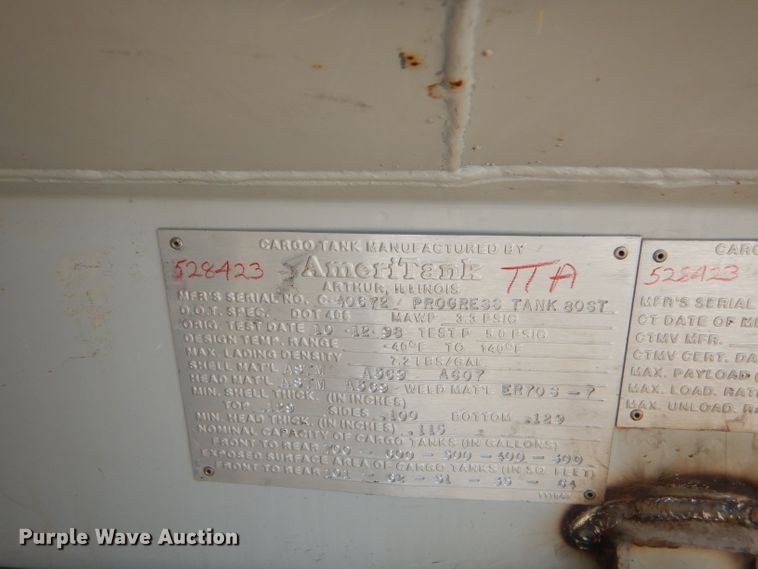 CARGO TANK MANUFACTURED BY
528423 AmeriTank TTA
ARTHUR, ILLINOIS
MFR'S SERIAL NO. C-40672 / PROGRESS TANK 80ST
D.O.T. SPEC. DOT 406 MAWP 3.3 PSIG
ORIG. TEST DATE 10-12-98 TEST P. 5.0 PSIG
DESIGN TEMP. RANGE -40°F TO 140°F
MAX. LADING DENSITY 7.2 LBS/GAL
SHELL MAT'L ASTM A569 A607
HEAD MAT'L ASTM A569 WELD MAT'L ER70S-7
MIN. SHELL THICK. (IN INCHES)
TOP SIDES .100 BOTTOM .129
MIN. HEAD THICK. (IN INCHES) .115
NOMINAL CAPACITY OF CARGO TANKS (IN GALLONS)
FRONT TO REAR
EXPOSED SURFACE AREA OF CARGO TANKS (IN SQ. FEET)
FRONT TO REAR
CARG
528423
MFR'S SERIAL
CT DATE OF M
CTMV MFR.
CTMV CERT. DA
MAX. PAYLOAD (
MAX. LOAD. RAT
MAX. UNLOAD. RA
Purple Wave Auction